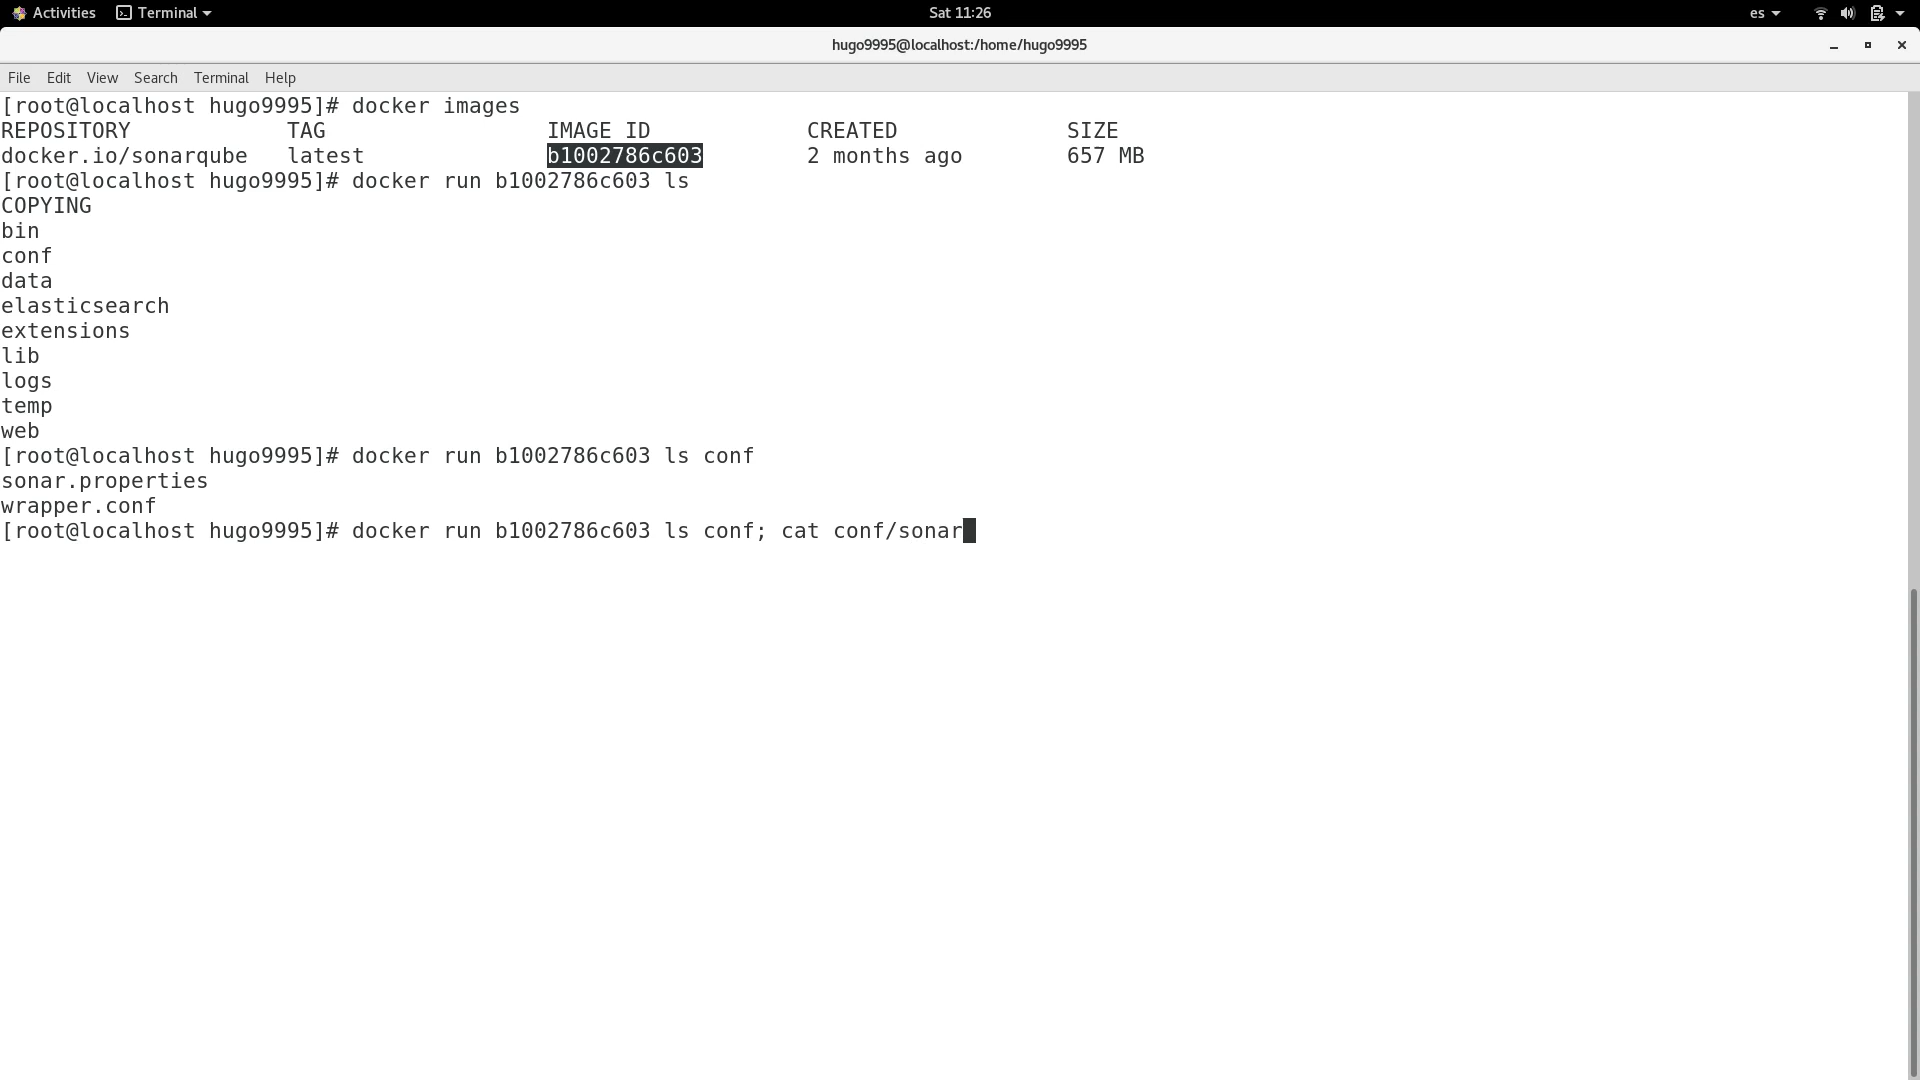 Activities Terminal Sat 11:26 es
hugo9995@localhost:/home/hugo9995
File Edit View Search Terminal Help
[root@localhost hugo9995]# docker images
REPOSITORY TAG IMAGE ID CREATED SIZE
docker.io/sonarqube latest b1002786c603 2 months ago 657 MB
[root@localhost hugo9995]# docker run b1002786c603 ls
COPYING
bin
conf
data
elasticsearch
extensions
lib
logs
temp
web
[root@localhost hugo9995]# docker run b1002786c603 ls conf
sonar.properties
wrapper.conf
[root@localhost hugo9995]# docker run b1002786c603 ls conf; cat conf/sonar